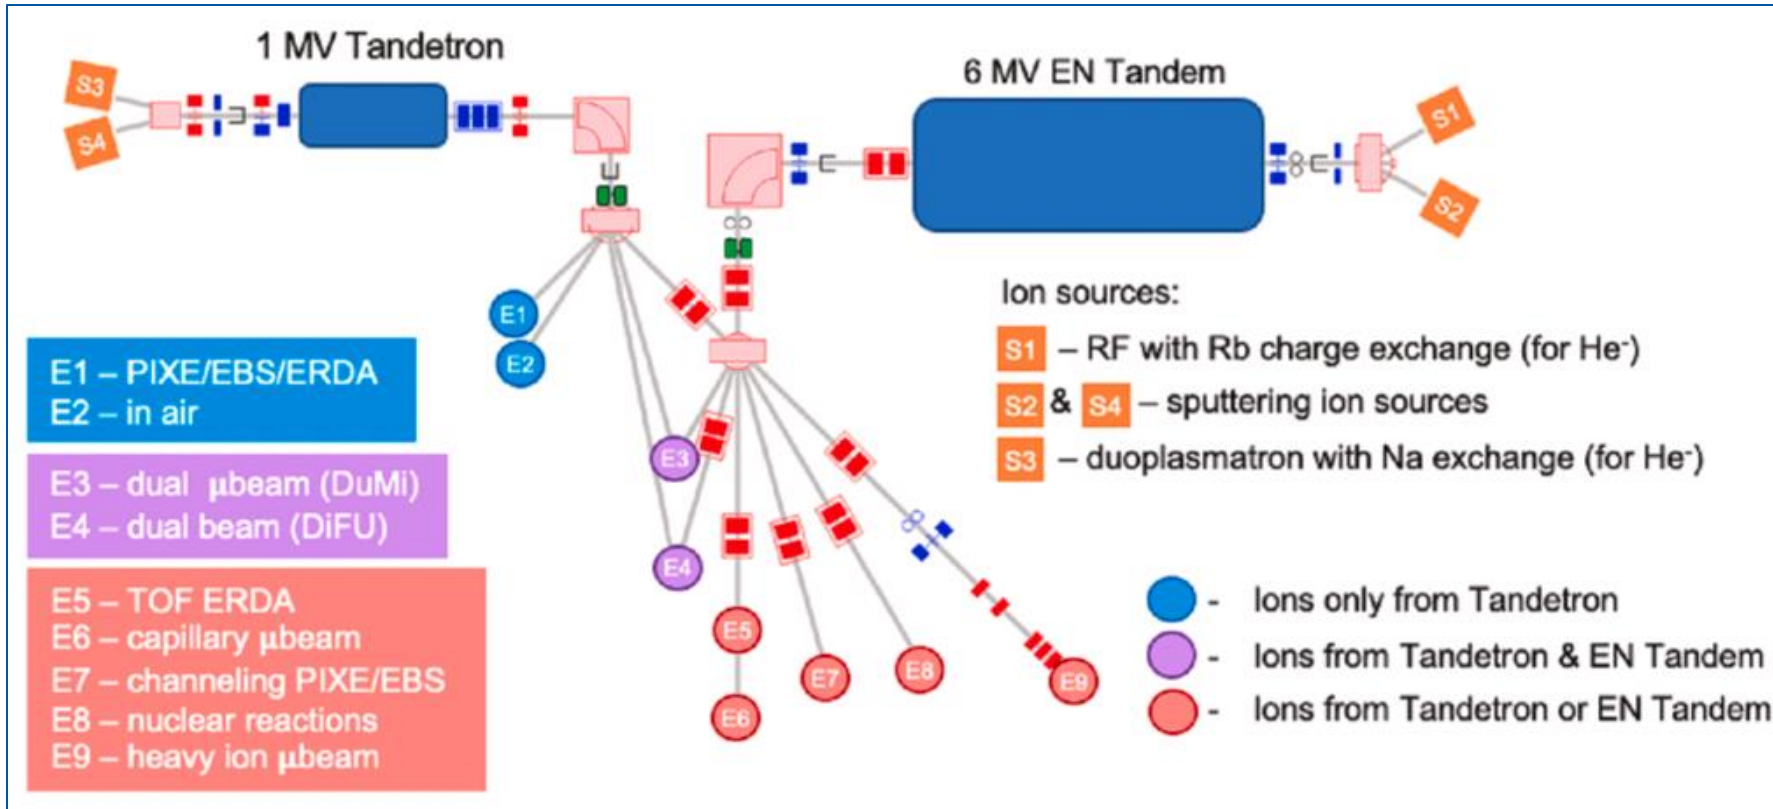 1 MV Tandetron
6 MV EN Tandem
S3
S4
S1
S2
E1
E2
E3
E4
E5
E6
E7
E8
E9
E1 – PIXE/EBS/ERDA
E2 – in air
E3 – dual μbeam (DuMi)
E4 – dual beam (DiFU)
E5 – TOF ERDA
E6 – capillary μbeam
E7 – channeling PIXE/EBS
E8 – nuclear reactions
E9 – heavy ion μbeam
Ion sources:
S1 – RF with Rb charge exchange (for He⁻)
S2 & S4 – sputtering ion sources
S3 – duoplasmatron with Na exchange (for He⁻)
- Ions only from Tandetron
- Ions from Tandetron & EN Tandem
- Ions from Tandetron or EN Tandem